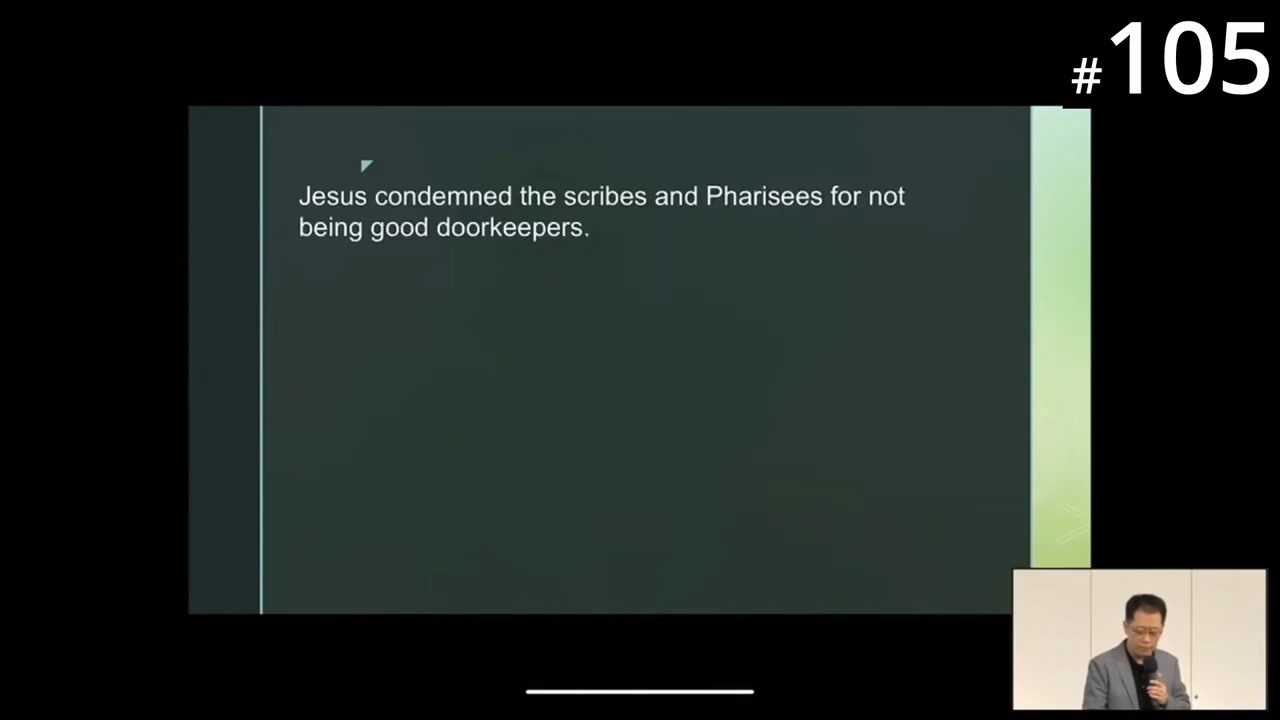 #105
Jesus condemned the scribes and Pharisees for not
being good doorkeepers.